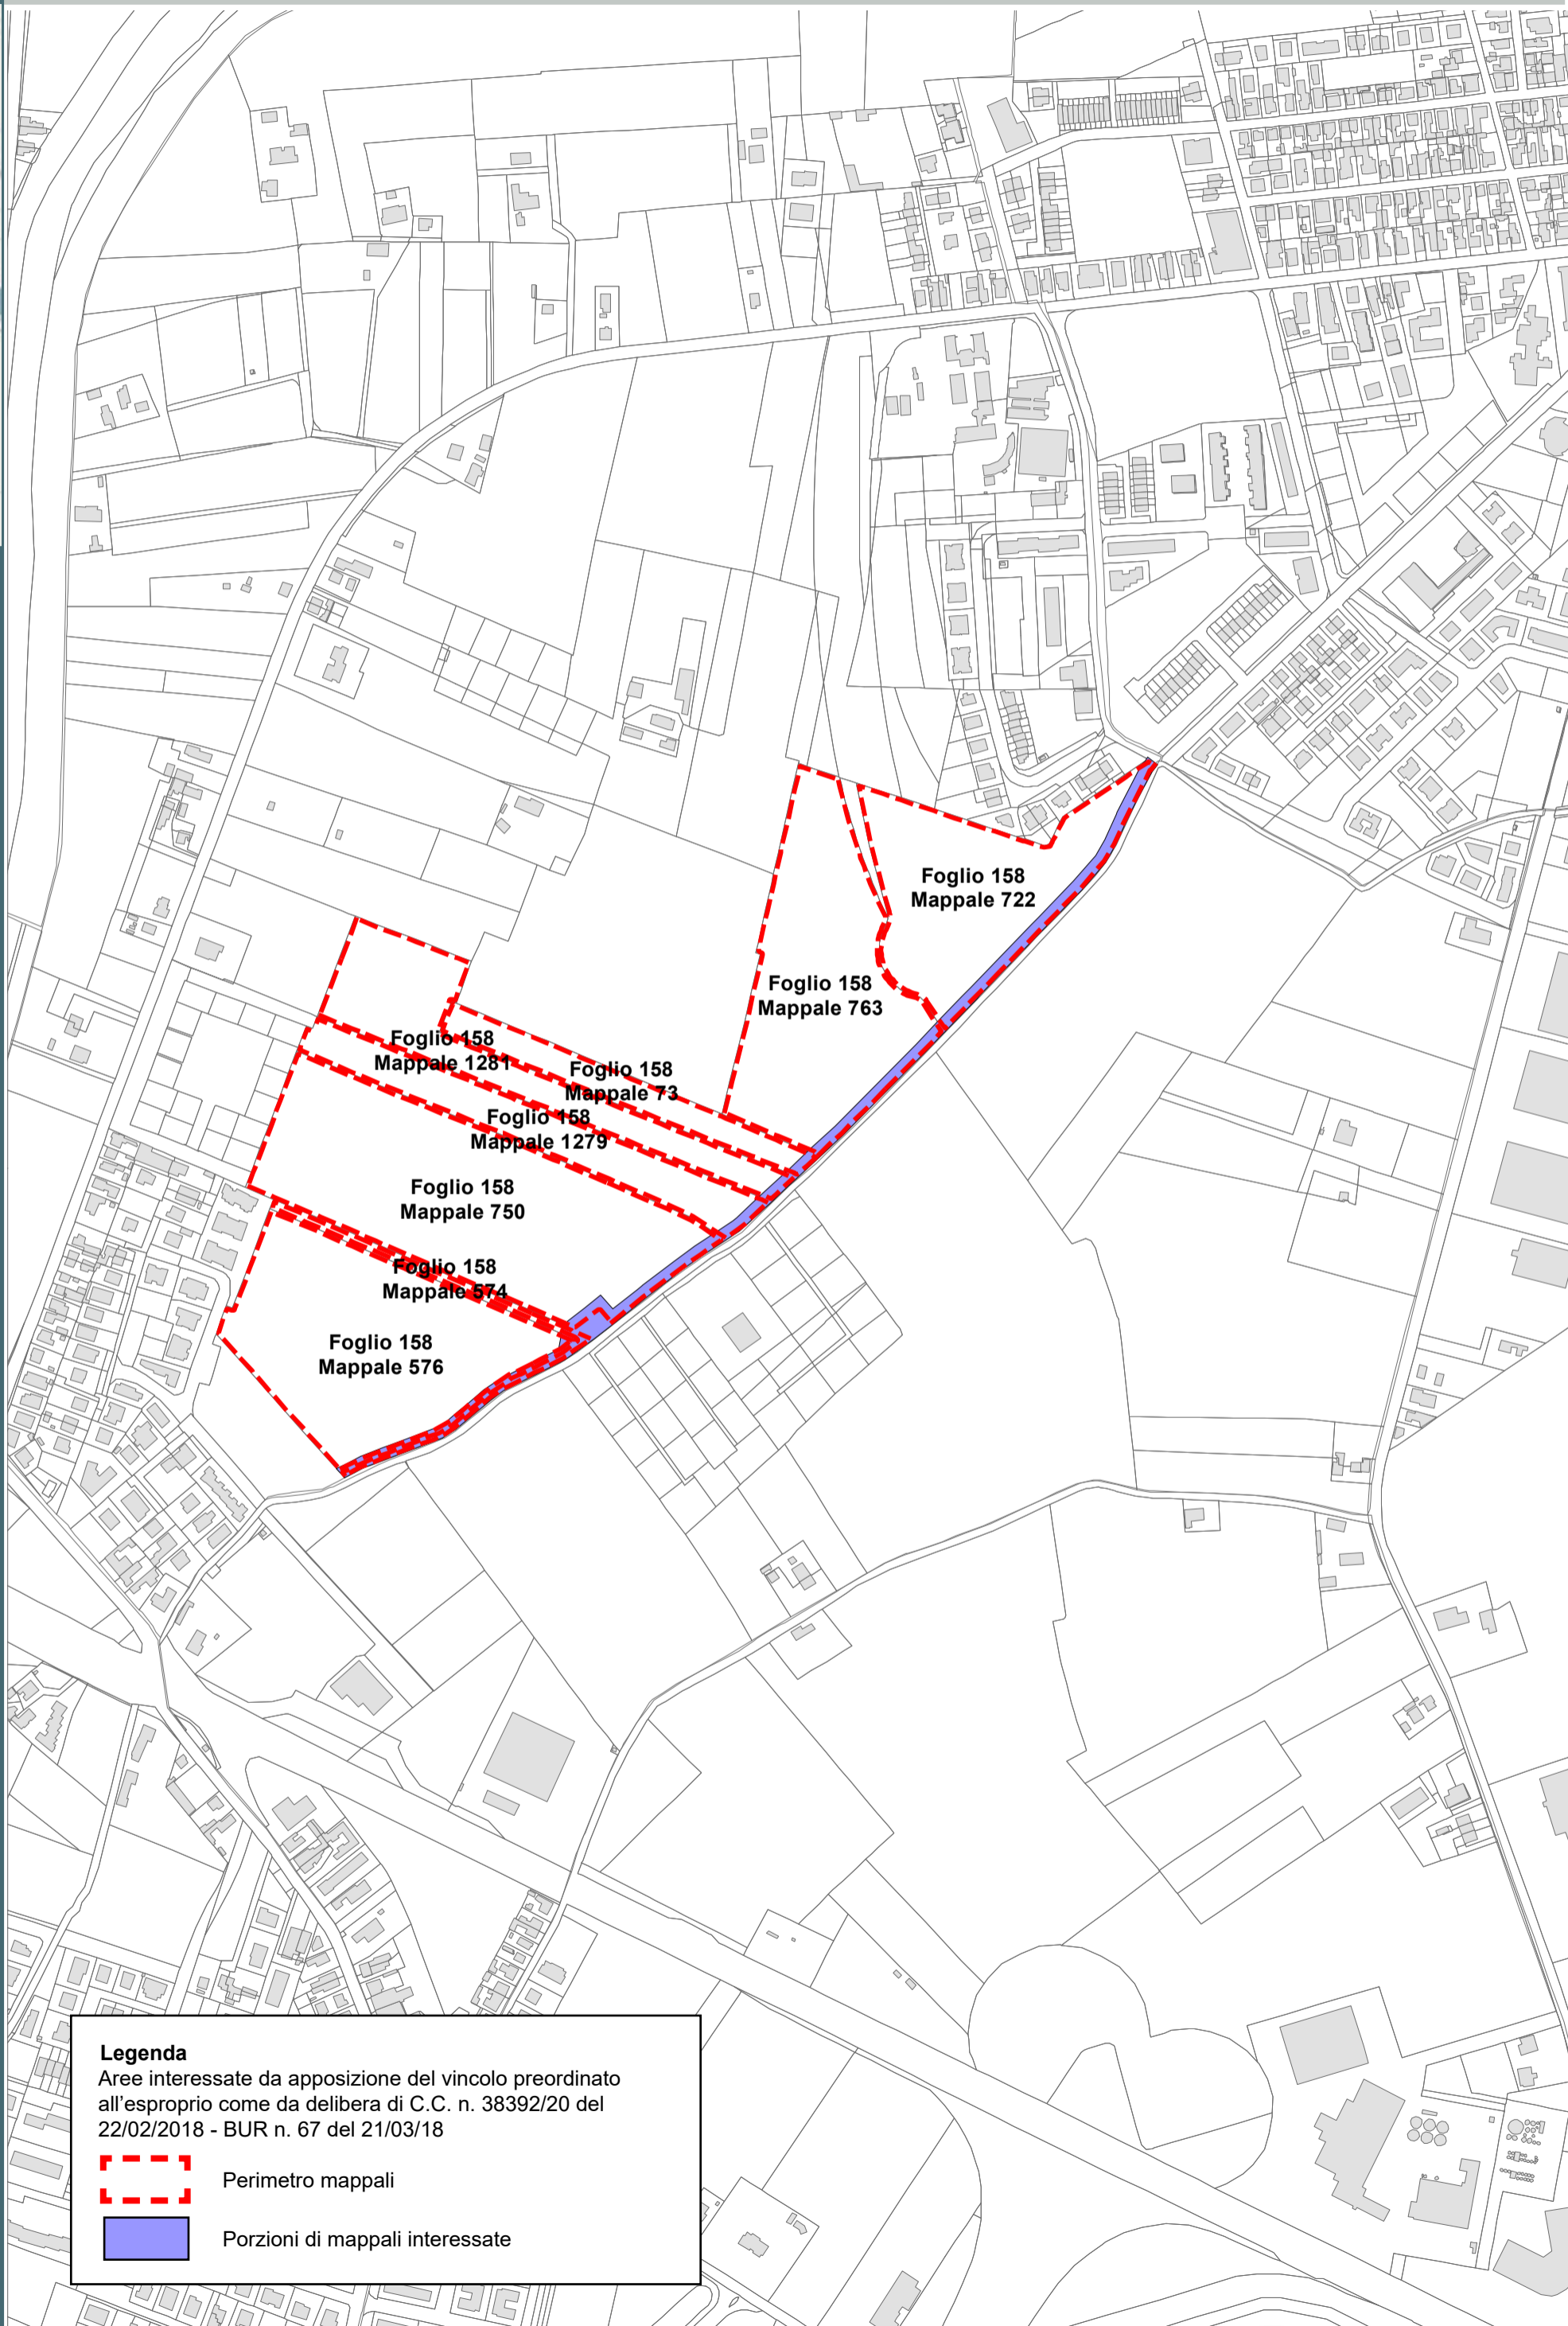 Foglio 158
Mappale 722
Foglio 158
Mappale 763
Foglio 158
Mappale 1281
Foglio 158
Mappale 73
Foglio 158
Mappale 1279
Foglio 158
Mappale 750
Foglio 158
Mappale 574
Foglio 158
Mappale 576
Legenda
Aree interessate da apposizione del vincolo preordinato
all’esproprio come da delibera di C.C. n. 38392/20 del
22/02/2018 - BUR n. 67 del 21/03/18
Perimetro mappali
Porzioni di mappali interessate